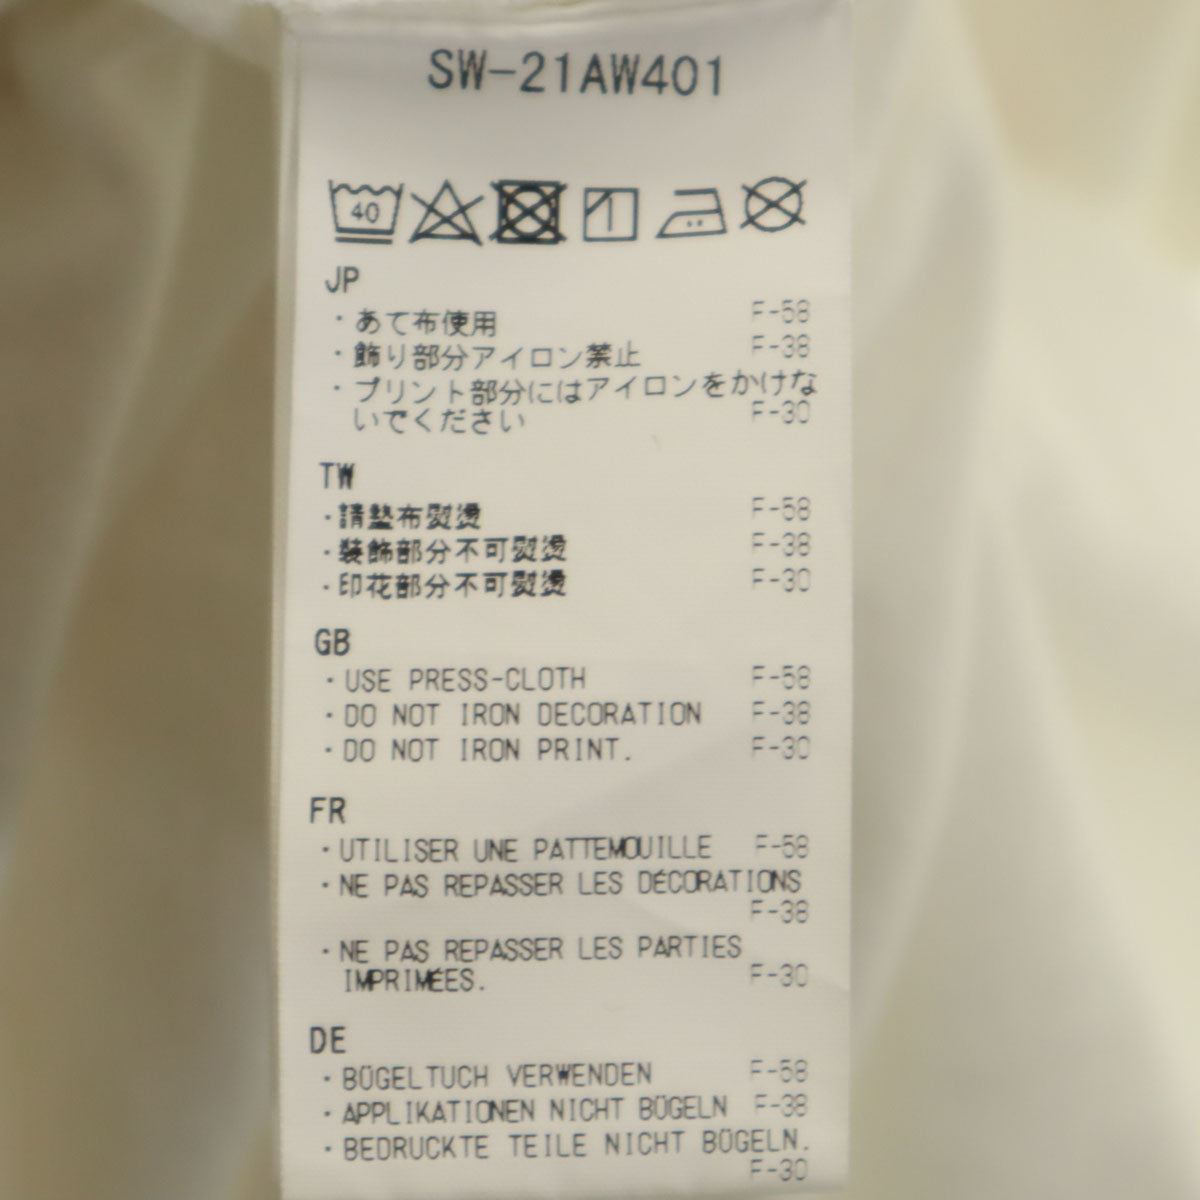 SW-21AW401
40
JP
・あて布使用 F-58
・飾り部分アイロン禁止 F-38
・プリント部分にはアイロンをかけな
いでください F-30
TW
・請墊布熨燙 F-58
・裝飾部分不可熨燙 F-38
・印花部分不可熨燙 F-30
GB
・USE PRESS-CLOTH F-58
・DO NOT IRON DECORATION F-38
・DO NOT IRON PRINT. F-30
FR
・UTILISER UNE PATTEMOUILLE F-58
・NE PAS REPASSER LES DÉCORATIONS
F-38
・NE PAS REPASSER LES PARTIES
IMPRIMÉES. F-30
DE
・BÜGELTUCH VERWENDEN F-58
・APPLIKATIONEN NICHT BÜGELN F-38
・BEDRUCKTE TEILE NICHT BÜGELN.
F-30